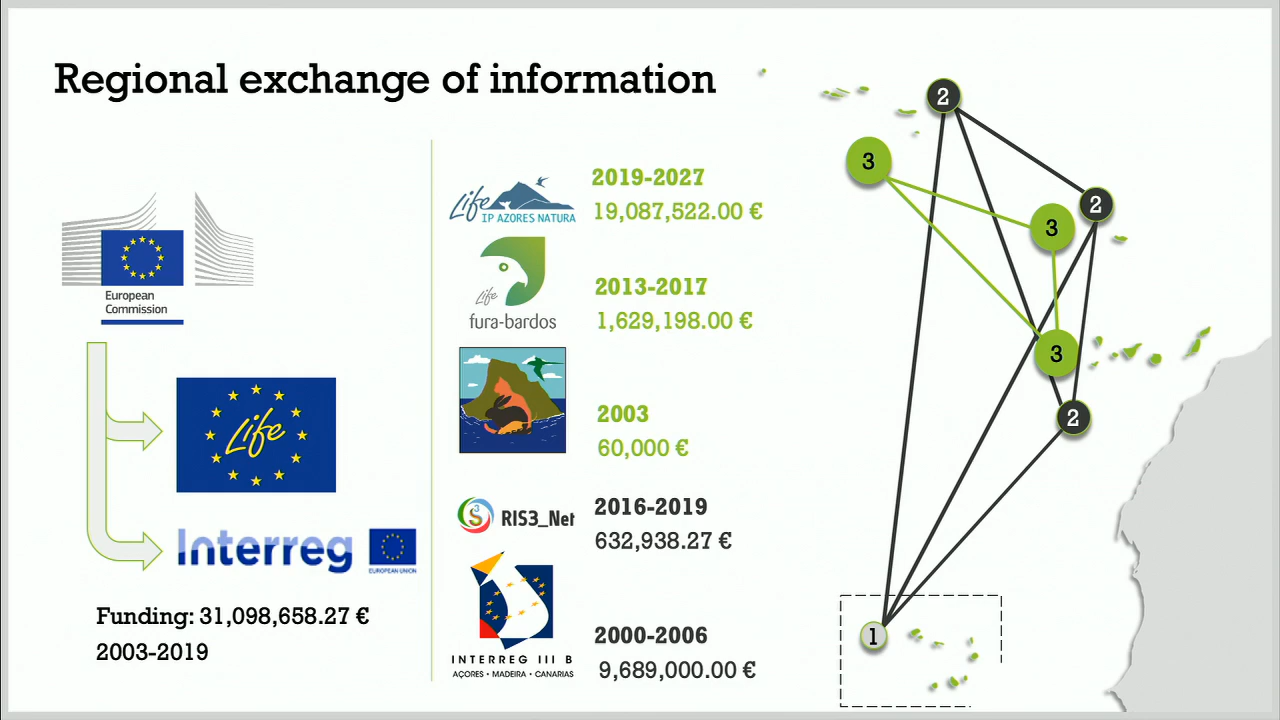 Regional exchange of information
European
Commission
Life
Interreg
EUROPEAN UNION
Funding: 31,098,658.27 €
2003-2019
Life IP AZORES NATURA
2019-2027
19,087,522.00 €
Life
fura-bardos
2013-2017
1,629,198.00 €
2003
60,000 €
S3 RIS3_Net
2016-2019
632,938.27 €
INTERREG III B
AÇORES • MADEIRA • CANARIAS
2000-2006
9,689,000.00 €
2
3
2
3
3
2
1